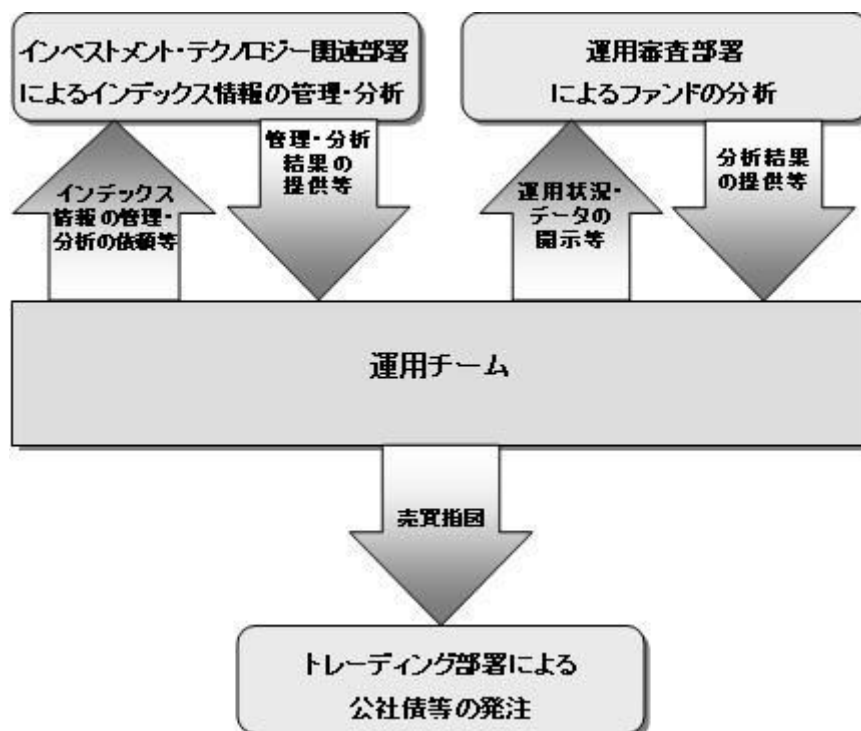 インベストメント・テクノロジー関連部署
によるインデックス情報の管理・分析
運用審査部署
によるファンドの分析
インデックス
情報の管理・
分析の依頼等
管理・分析
結果の
提供等
運用状況・
データの
開示等
分析結果
の提供等
運用チーム
売買指図
トレーディング部署による
公社債等の発注